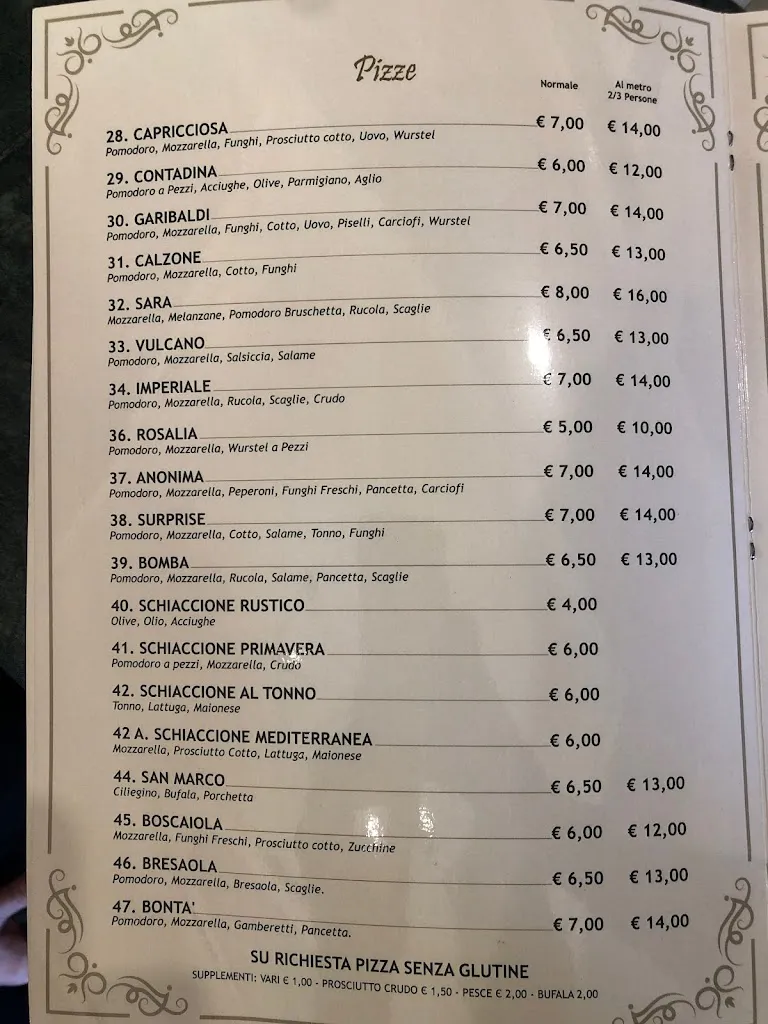 Pizze
Normale
Al metro
2/3 Persone
28. CAPRICCIOSA € 7,00 € 14,00
Pomodoro, Mozzarella, Funghi, Prosciutto cotto, Uovo, Wurstel
29. CONTADINA € 6,00 € 12,00
Pomodoro a Pezzi, Acciughe, Olive, Parmigiano, Aglio
30. GARIBALDI € 7,00 € 14,00
Pomodoro, Mozzarella, Funghi, Cotto, Uovo, Piselli, Carciofi, Wurstel
31. CALZONE € 6,50 € 13,00
Pomodoro, Mozzarella, Cotto, Funghi
32. SARA € 8,00 € 16,00
Mozzarella, Melanzane, Pomodoro Bruschetta, Rucola, Scaglie
33. VULCANO € 6,50 € 13,00
Pomodoro, Mozzarella, Salsiccia, Salame
34. IMPERIALE € 7,00 € 14,00
Pomodoro, Mozzarella, Rucola, Scaglie, Crudo
36. ROSALIA € 5,00 € 10,00
Pomodoro, Mozzarella, Wurstel a Pezzi
37. ANONIMA € 7,00 € 14,00
Pomodoro, Mozzarella, Peperoni, Funghi Freschi, Pancetta, Carciofi
38. SURPRISE € 7,00 € 14,00
Pomodoro, Mozzarella, Cotto, Salame, Tonno, Funghi
39. BOMBA € 6,50 € 13,00
Pomodoro, Mozzarella, Rucola, Salame, Pancetta, Scaglie
40. SCHIACCIONE RUSTICO € 4,00
Olive, Olio, Acciughe
41. SCHIACCIONE PRIMAVERA € 6,00
Pomodoro a pezzi, Mozzarella, Crudo
42. SCHIACCIONE AL TONNO € 6,00
Tonno, Lattuga, Maionese
42 A. SCHIACCIONE MEDITERRANEA € 6,00
Mozzarella, Prosciutto Cotto, Lattuga, Maionese
44. SAN MARCO € 6,50 € 13,00
Ciliegino, Bufala, Porchetta
45. BOSCAIOLA € 6,00 € 12,00
Mozzarella, Funghi Freschi, Prosciutto cotto, Zucchine
46. BRESAOLA € 6,50 € 13,00
Pomodoro, Mozzarella, Bresaola, Scaglie.
47. BONTA' € 7,00 € 14,00
Pomodoro, Mozzarella, Gamberetti, Pancetta.
SU RICHIESTA PIZZA SENZA GLUTINE
SUPPLEMENTI: VARI € 1,00 - PROSCIUTTO CRUDO € 1,50 - PESCE € 2,00 - BUFALA 2,00